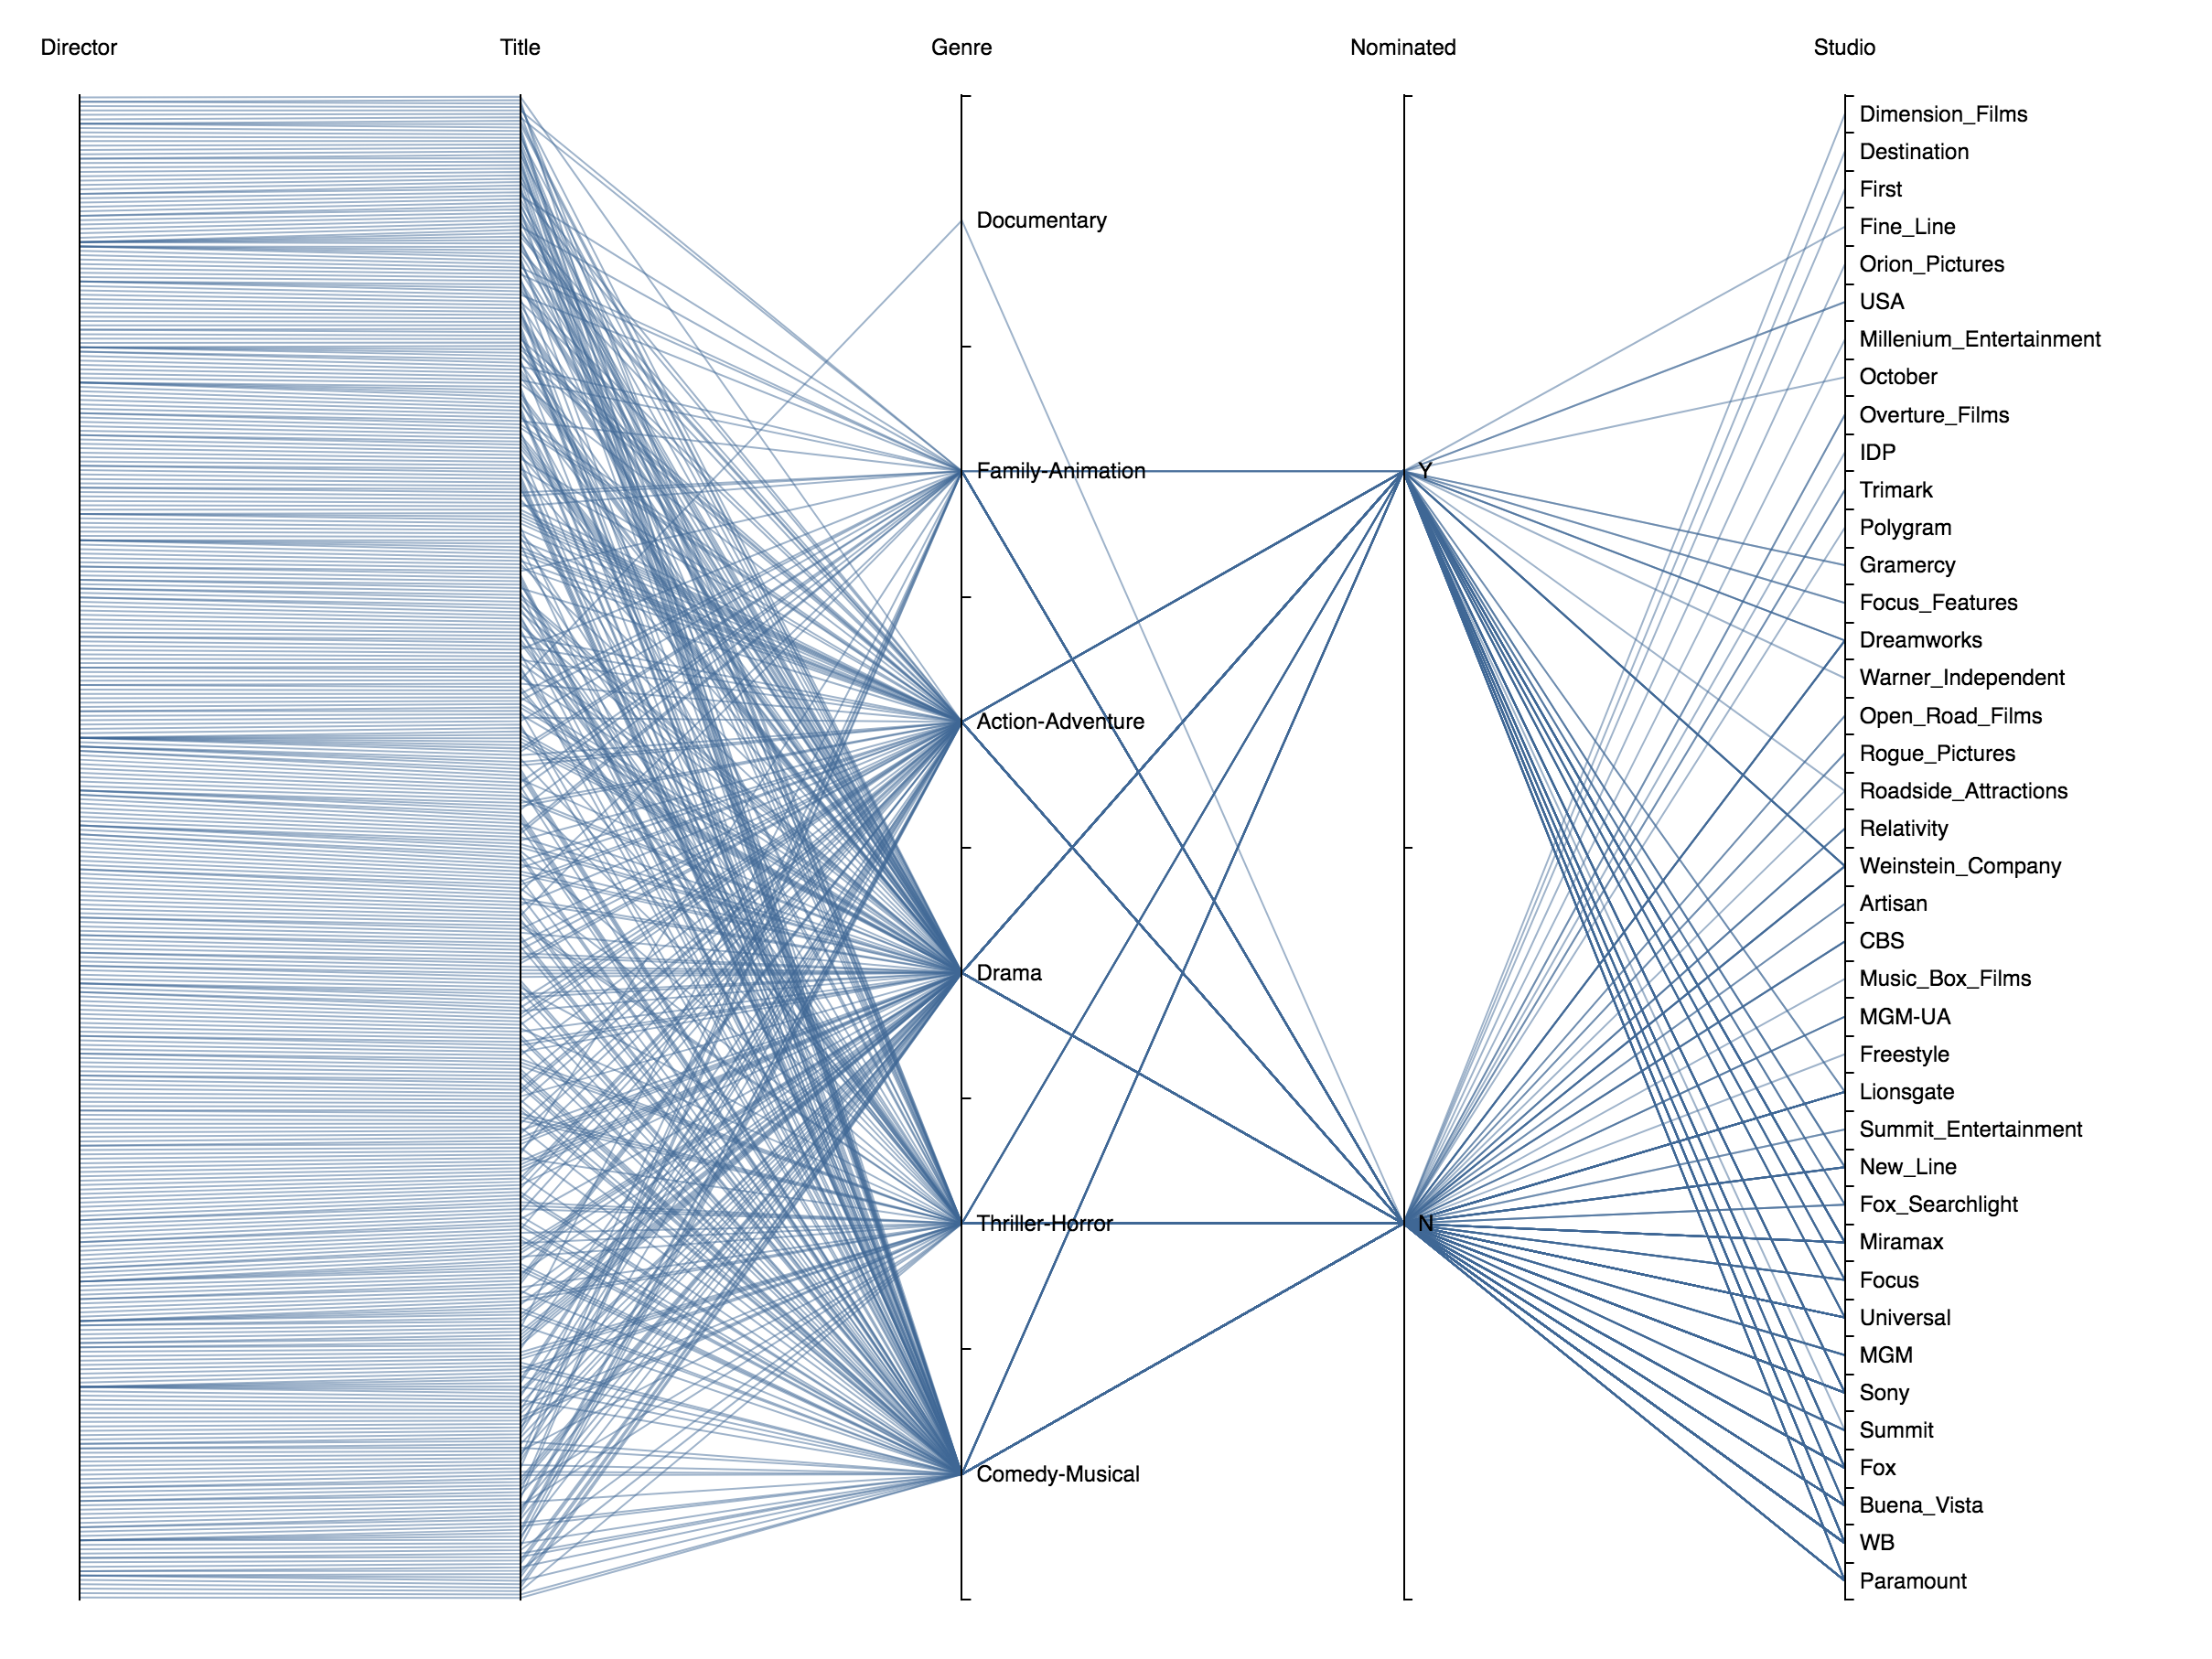 Director
Title
Genre
Nominated
Studio
Documentary
Family-Animation
Action-Adventure
Drama
Thriller-Horror
Comedy-Musical
Y
N
Dimension_Films
Destination
First
Fine_Line
Orion_Pictures
USA
Millenium_Entertainment
October
Overture_Films
IDP
Trimark
Polygram
Gramercy
Focus_Features
Dreamworks
Warner_Independent
Open_Road_Films
Rogue_Pictures
Roadside_Attractions
Relativity
Weinstein_Company
Artisan
CBS
Music_Box_Films
MGM-UA
Freestyle
Lionsgate
Summit_Entertainment
New_Line
Fox_Searchlight
Miramax
Focus
Universal
MGM
Sony
Summit
Fox
Buena_Vista
WB
Paramount